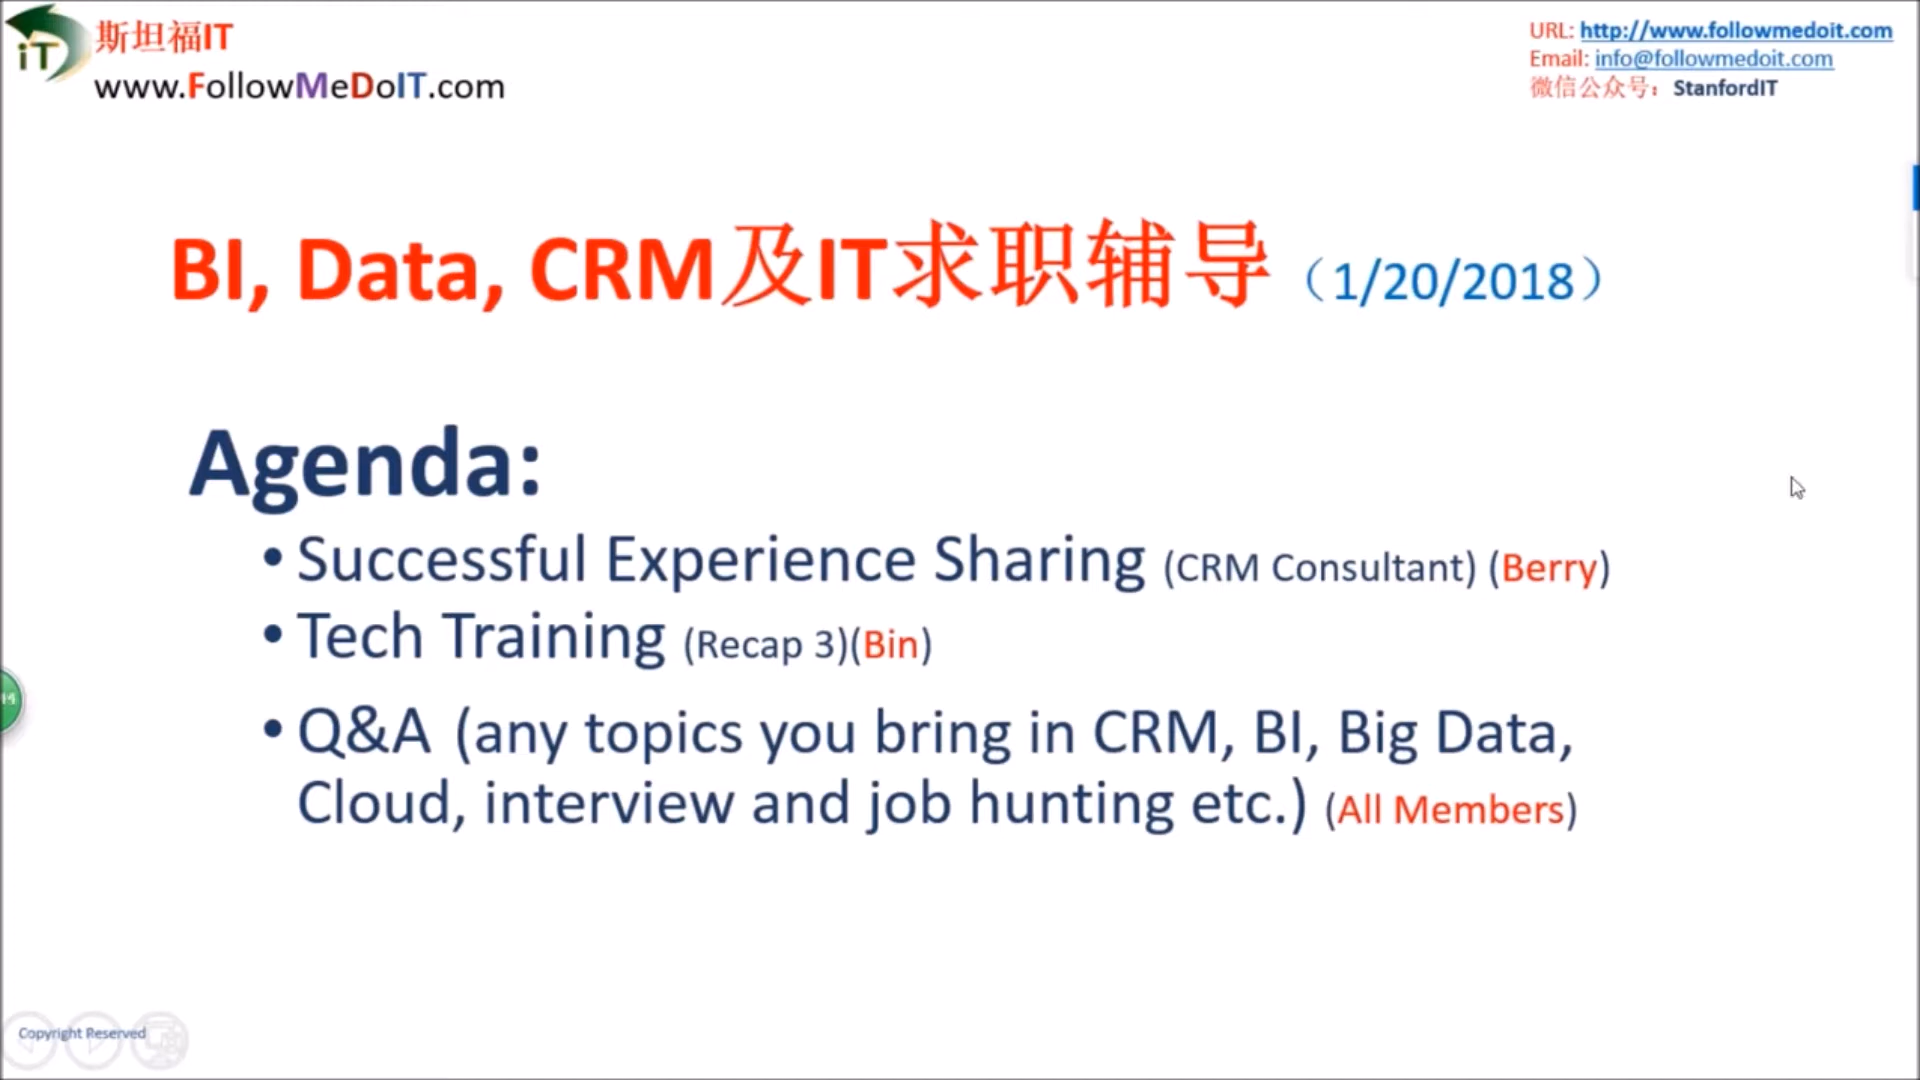 iT 斯坦福IT
www.FollowMeDoIT.com
URL: http://www.followmedoit.com
Email: info@followmedoit.com
微信公众号：StanfordIT
BI, Data, CRM及IT求职辅导（1/20/2018）
Agenda:
• Successful Experience Sharing (CRM Consultant) (Berry)
• Tech Training (Recap 3)(Bin)
• Q&A (any topics you bring in CRM, BI, Big Data,
Cloud, interview and job hunting etc.) (All Members)
Copyright Reserved